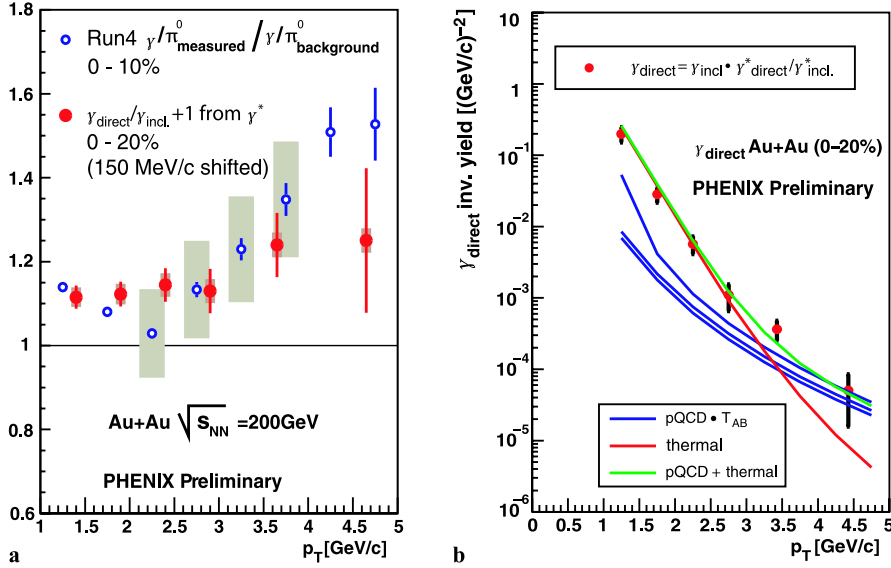 Run4 γ/π⁰measured / γ/π⁰background
0 - 10%
γdirect/γincl.+1 from γ*
0 - 20%
(150 MeV/c shifted)
1.6
1.4
1.2
1
0.8
0.6
Au+Au √sNN =200GeV
PHENIX Preliminary
1 1.5 2 2.5 3 3.5 4 4.5 5
pT[GeV/c]
a
γdirect inv. yield [(GeV/c)⁻²]
1
10⁻¹
10⁻²
10⁻³
10⁻⁴
10⁻⁵
10⁻⁶
γdirect = γincl • γ*direct/γ*incl.
γdirect Au+Au (0–20%)
PHENIX Preliminary
pQCD • TAB
thermal
pQCD + thermal
0 0.5 1 1.5 2 2.5 3 3.5 4 4.5 5
pT[GeV/c]
b